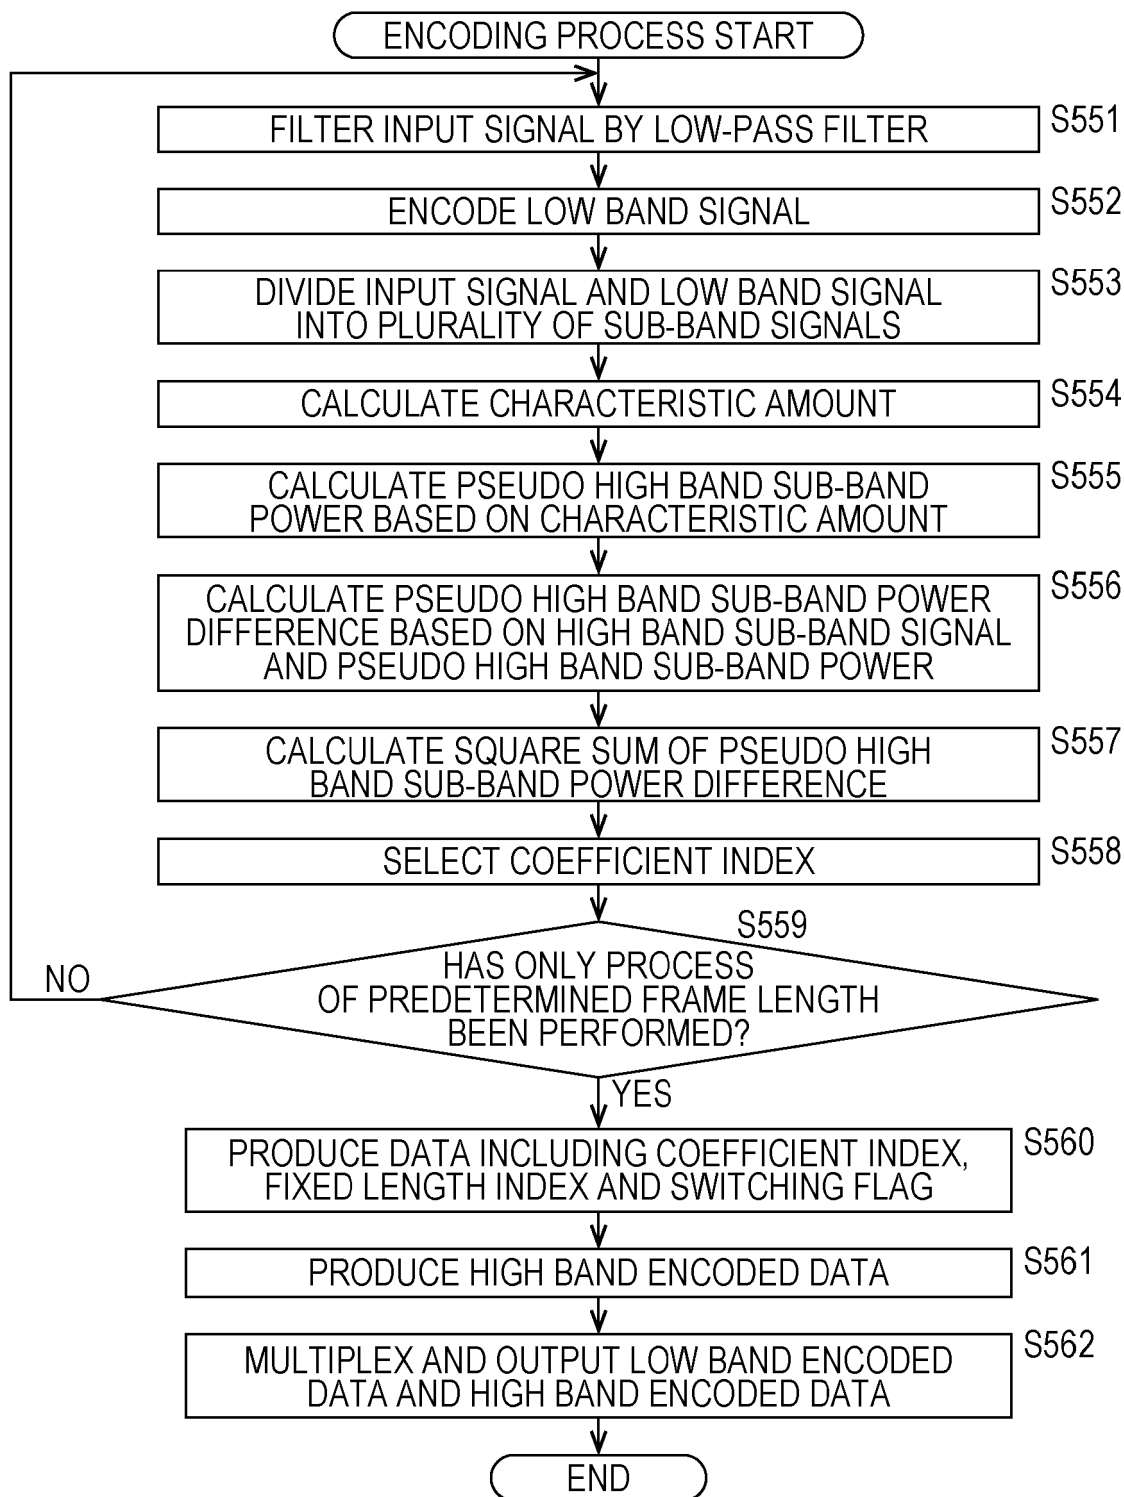 ENCODING PROCESS START
FILTER INPUT SIGNAL BY LOW-PASS FILTER
S551
ENCODE LOW BAND SIGNAL
S552
DIVIDE INPUT SIGNAL AND LOW BAND SIGNAL
INTO PLURALITY OF SUB-BAND SIGNALS
S553
CALCULATE CHARACTERISTIC AMOUNT
S554
CALCULATE PSEUDO HIGH BAND SUB-BAND
POWER BASED ON CHARACTERISTIC AMOUNT
S555
CALCULATE PSEUDO HIGH BAND SUB-BAND POWER
DIFFERENCE BASED ON HIGH BAND SUB-BAND SIGNAL
AND PSEUDO HIGH BAND SUB-BAND POWER
S556
CALCULATE SQUARE SUM OF PSEUDO HIGH
BAND SUB-BAND POWER DIFFERENCE
S557
SELECT COEFFICIENT INDEX
S558
S559
HAS ONLY PROCESS
OF PREDETERMINED FRAME LENGTH
BEEN PERFORMED?
NO
YES
PRODUCE DATA INCLUDING COEFFICIENT INDEX,
FIXED LENGTH INDEX AND SWITCHING FLAG
S560
PRODUCE HIGH BAND ENCODED DATA
S561
MULTIPLEX AND OUTPUT LOW BAND ENCODED
DATA AND HIGH BAND ENCODED DATA
S562
END